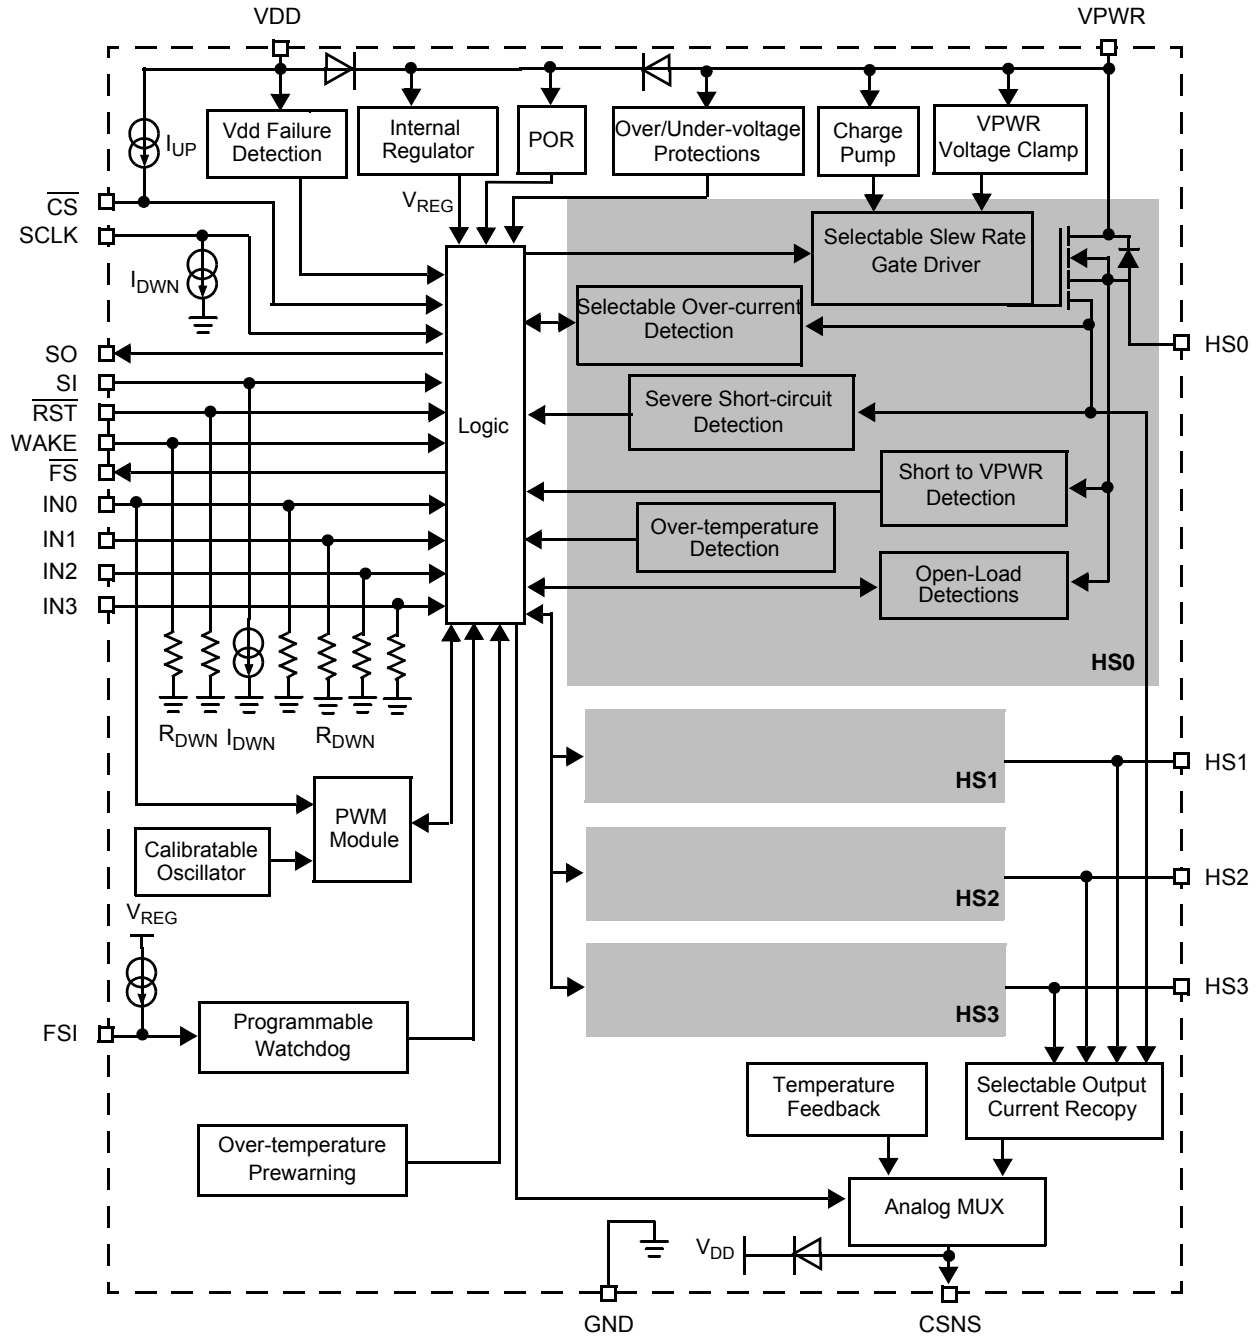 VDD
VPWR
Vdd Failure
Detection
Internal
Regulator
POR
Over/Under-voltage
Protections
Charge
Pump
VPWR
Voltage Clamp
IUP
VREG
CS
SCLK
IDWN
Selectable Slew Rate
Gate Driver
Selectable Over-current
Detection
HS0
SO
SI
RST
WAKE
FS
IN0
IN1
IN2
IN3
Logic
Severe Short-circuit
Detection
Short to VPWR
Detection
Over-temperature
Detection
Open-Load
Detections
HS0
RDWN
IDWN
RDWN
HS1
HS1
PWM
Module
Calibratable
Oscillator
HS2
HS2
VREG
HS3
HS3
FSI
Programmable
Watchdog
Temperature
Feedback
Selectable Output
Current Recopy
Over-temperature
Prewarning
Analog MUX
VDD
GND
CSNS